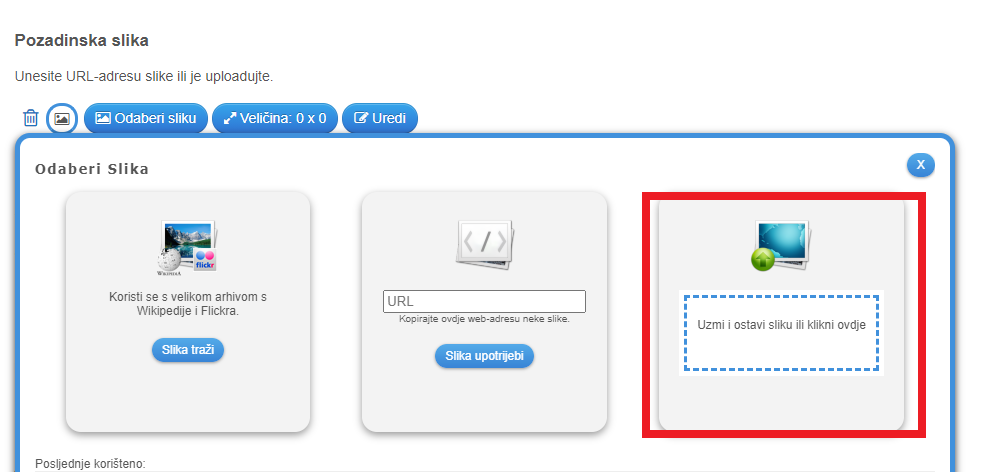 Pozadinska slika
Unesite URL-adresu slike ili je uploadujte.
Odaberi sliku Veličina: 0 x 0 Uredi
Odaberi Slika
X
WIKIPEDIA
flickr
Koristi se s velikom arhivom s
Wikipedije i Flickra.
Slika traži
</>
URL
Kopirajte ovdje web-adresu neke slike.
Slika upotrijebi
Uzmi i ostavi sliku ili klikni ovdje
Posljednje korišteno: